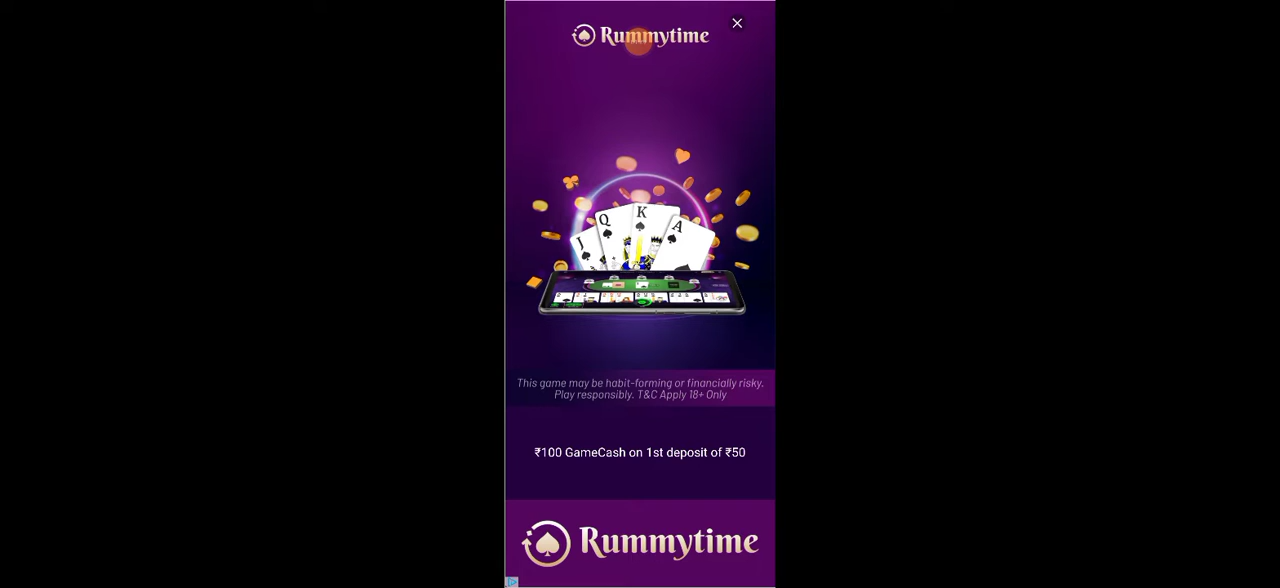 Rummytime
J
Q
K
A
This game may be habit-forming or financially risky.
Play responsibly. T&C Apply 18+ Only
₹100 GameCash on 1st deposit of ₹50
Rummytime